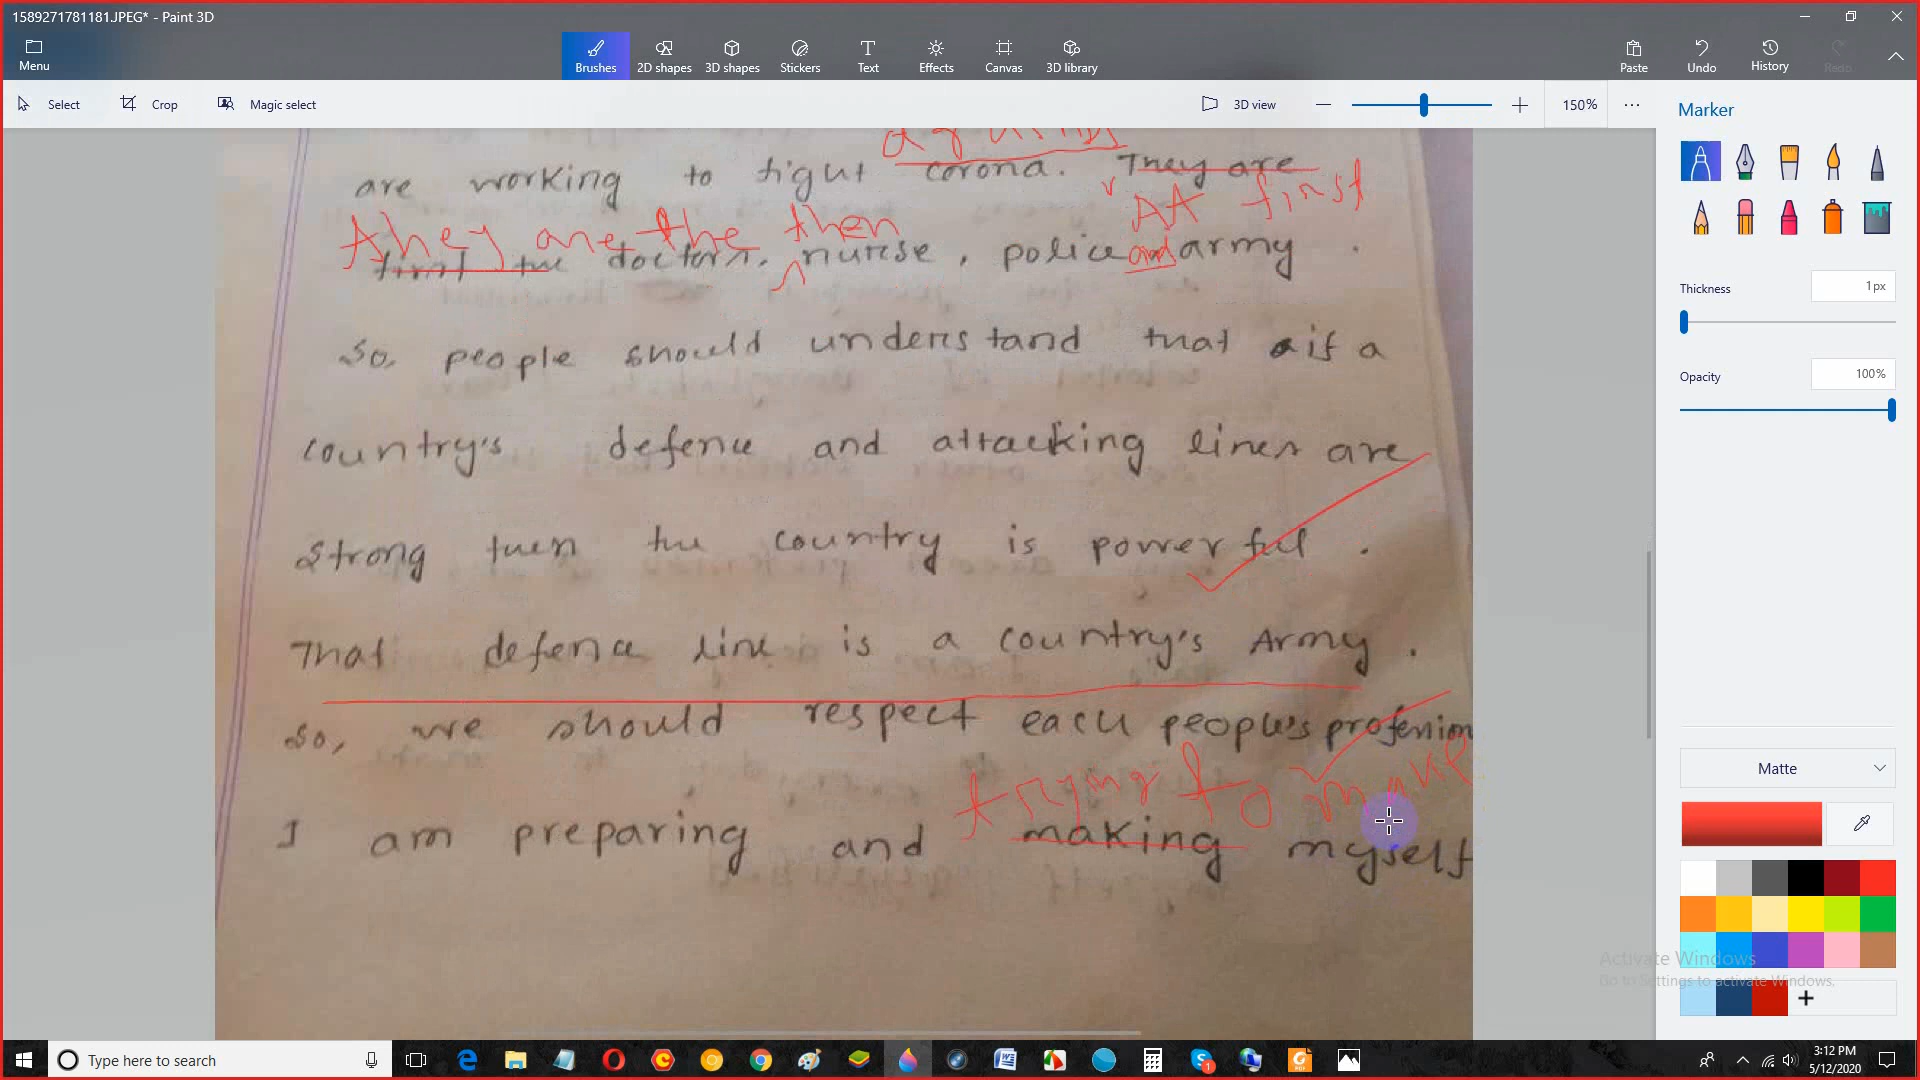 1589271781181.JPEG* - Paint 3D
Menu
Brushes 2D shapes 3D shapes Stickers Text Effects Canvas 3D library
Paste Undo History Redo
Select Crop Magic select 3D view 150%
Marker
are working to fight corona. They are
At first
they are the then
first the doctors, nurse, police and army.
So, people should understand that if a
country's defence and attacking lines are
strong then the country is powerful.
That defence line is a country's Army.
So, we should respect each people's profession
trying to make
I am preparing and making myself
Thickness 1px
Opacity 100%
Matte
Activate Windows
Go to Settings to activate Windows.
Type here to search
3:12 PM
5/12/2020